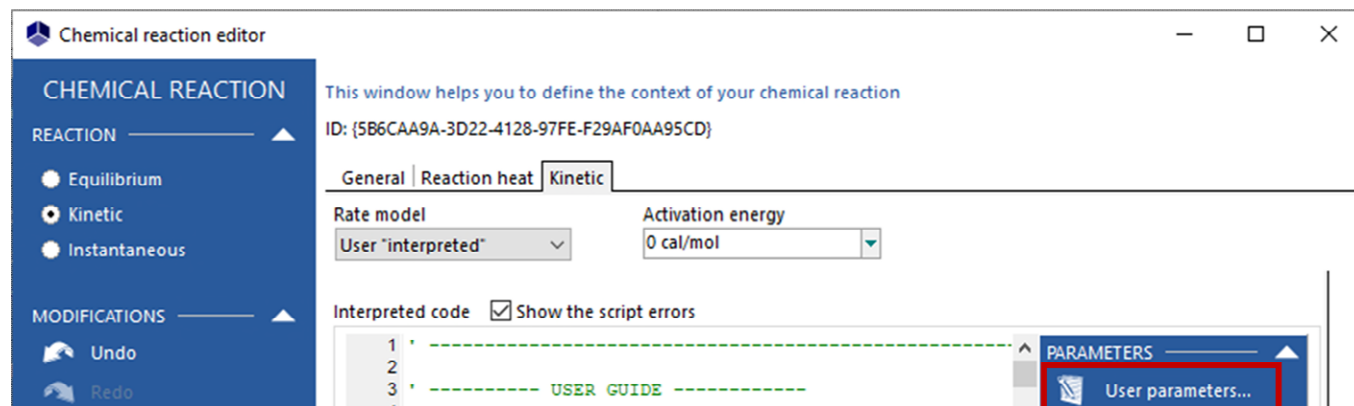 Chemical reaction editor
CHEMICAL REACTION
REACTION
Equilibrium
Kinetic
Instantaneous
MODIFICATIONS
Undo
Redo
This window helps you to define the context of your chemical reaction
ID: {5B6CAA9A-3D22-4128-97FE-F29AF0AA95CD}
General Reaction heat Kinetic
Rate model Activation energy
User "interpreted" 0 cal/mol
Interpreted code Show the script errors
1 ' --------------------------------------------------------
2
3 ' ---------- USER GUIDE ------------
PARAMETERS
User parameters...